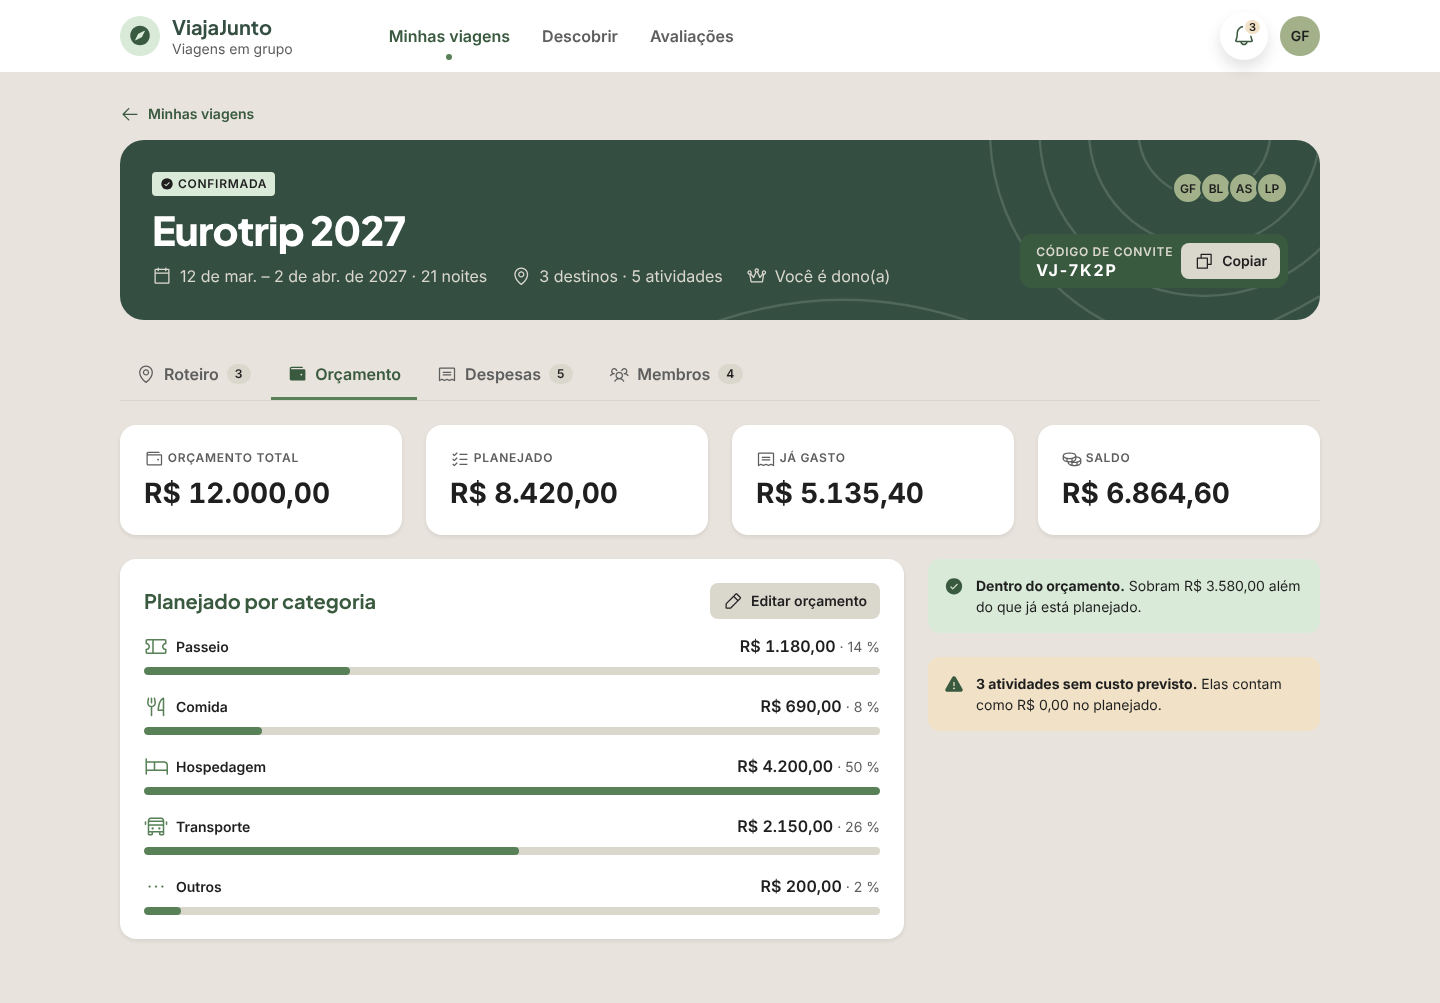 ViajaJunto
Viagens em grupo
Minhas viagens
Descobrir
Avaliações
3
GF
Minhas viagens
CONFIRMADA
GF BL AS LP
Eurotrip 2027
12 de mar. – 2 de abr. de 2027 · 21 noites
3 destinos · 5 atividades
Você é dono(a)
CÓDIGO DE CONVITE
VJ-7K2P
Copiar
Roteiro 3
Orçamento
Despesas 5
Membros 4
ORÇAMENTO TOTAL
R$ 12.000,00
PLANEJADO
R$ 8.420,00
JÁ GASTO
R$ 5.135,40
SALDO
R$ 6.864,60
Planejado por categoria
Editar orçamento
Passeio R$ 1.180,00 · 14 %
Comida R$ 690,00 · 8 %
Hospedagem R$ 4.200,00 · 50 %
Transporte R$ 2.150,00 · 26 %
Outros R$ 200,00 · 2 %
Dentro do orçamento. Sobram R$ 3.580,00 além
do que já está planejado.
3 atividades sem custo previsto. Elas contam
como R$ 0,00 no planejado.